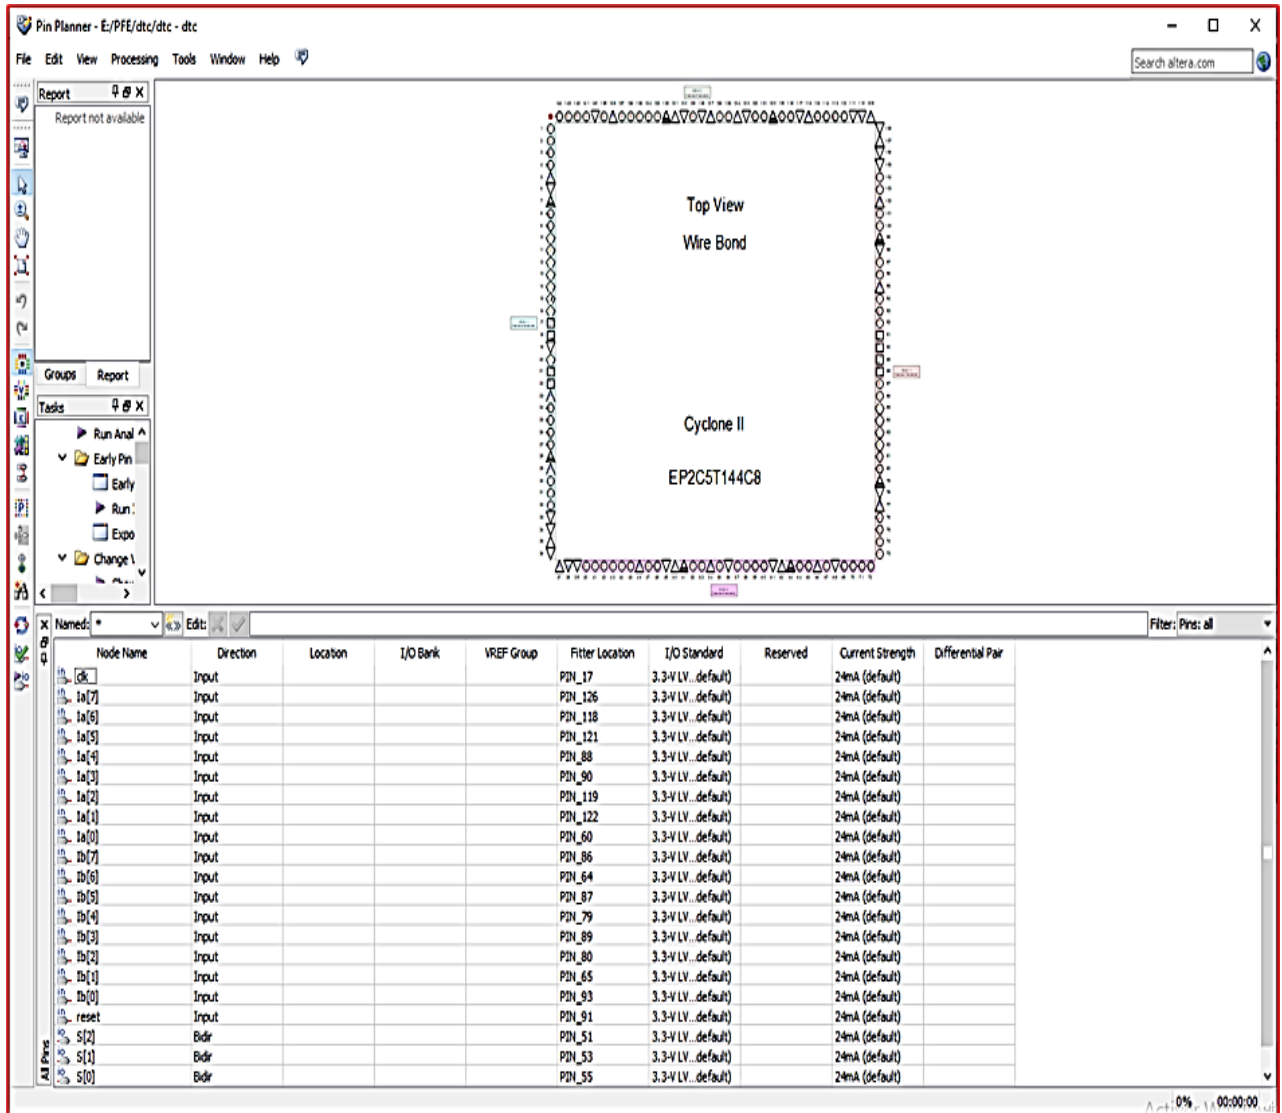 Pin Planner - E:/PFE/dtc/dtc - dtc
File Edit View Processing Tools Window Help
Search altera.com
Report
Report not available
Groups Report
Tasks
Run Anal
Early Pin
Early
Run
Expo
Change V
Top View
Wire Bond
Cyclone II
EP2C5T144C8
Named: * Edit: Filter: Pins: all
Node Name Direction Location I/O Bank VREF Group Fitter Location I/O Standard Reserved Current Strength Differential Pair
clk Input PIN_17 3.3-V LV...default) 24mA (default)
Ia[7] Input PIN_126 3.3-V LV...default) 24mA (default)
Ia[6] Input PIN_118 3.3-V LV...default) 24mA (default)
Ia[5] Input PIN_121 3.3-V LV...default) 24mA (default)
Ia[4] Input PIN_88 3.3-V LV...default) 24mA (default)
Ia[3] Input PIN_90 3.3-V LV...default) 24mA (default)
Ia[2] Input PIN_119 3.3-V LV...default) 24mA (default)
Ia[1] Input PIN_122 3.3-V LV...default) 24mA (default)
Ia[0] Input PIN_60 3.3-V LV...default) 24mA (default)
Ib[7] Input PIN_86 3.3-V LV...default) 24mA (default)
Ib[6] Input PIN_64 3.3-V LV...default) 24mA (default)
Ib[5] Input PIN_87 3.3-V LV...default) 24mA (default)
Ib[4] Input PIN_79 3.3-V LV...default) 24mA (default)
Ib[3] Input PIN_89 3.3-V LV...default) 24mA (default)
Ib[2] Input PIN_80 3.3-V LV...default) 24mA (default)
Ib[1] Input PIN_65 3.3-V LV...default) 24mA (default)
Ib[0] Input PIN_93 3.3-V LV...default) 24mA (default)
reset Input PIN_91 3.3-V LV...default) 24mA (default)
S[2] Bidir PIN_51 3.3-V LV...default) 24mA (default)
S[1] Bidir PIN_53 3.3-V LV...default) 24mA (default)
S[0] Bidir PIN_55 3.3-V LV...default) 24mA (default)
All Pins
0% 00:00:00